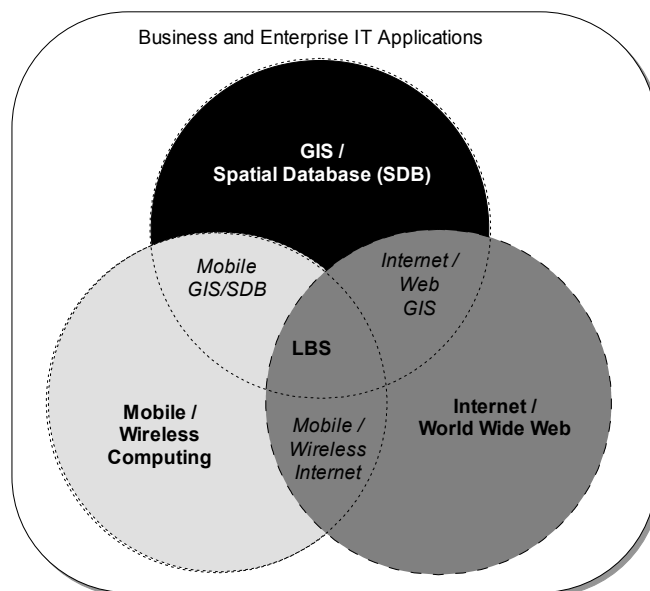 Business and Enterprise IT Applications
GIS /
Spatial Database (SDB)
Mobile
GIS/SDB
Internet /
Web
GIS
LBS
Mobile /
Wireless
Computing
Mobile /
Wireless
Internet
Internet /
World Wide Web